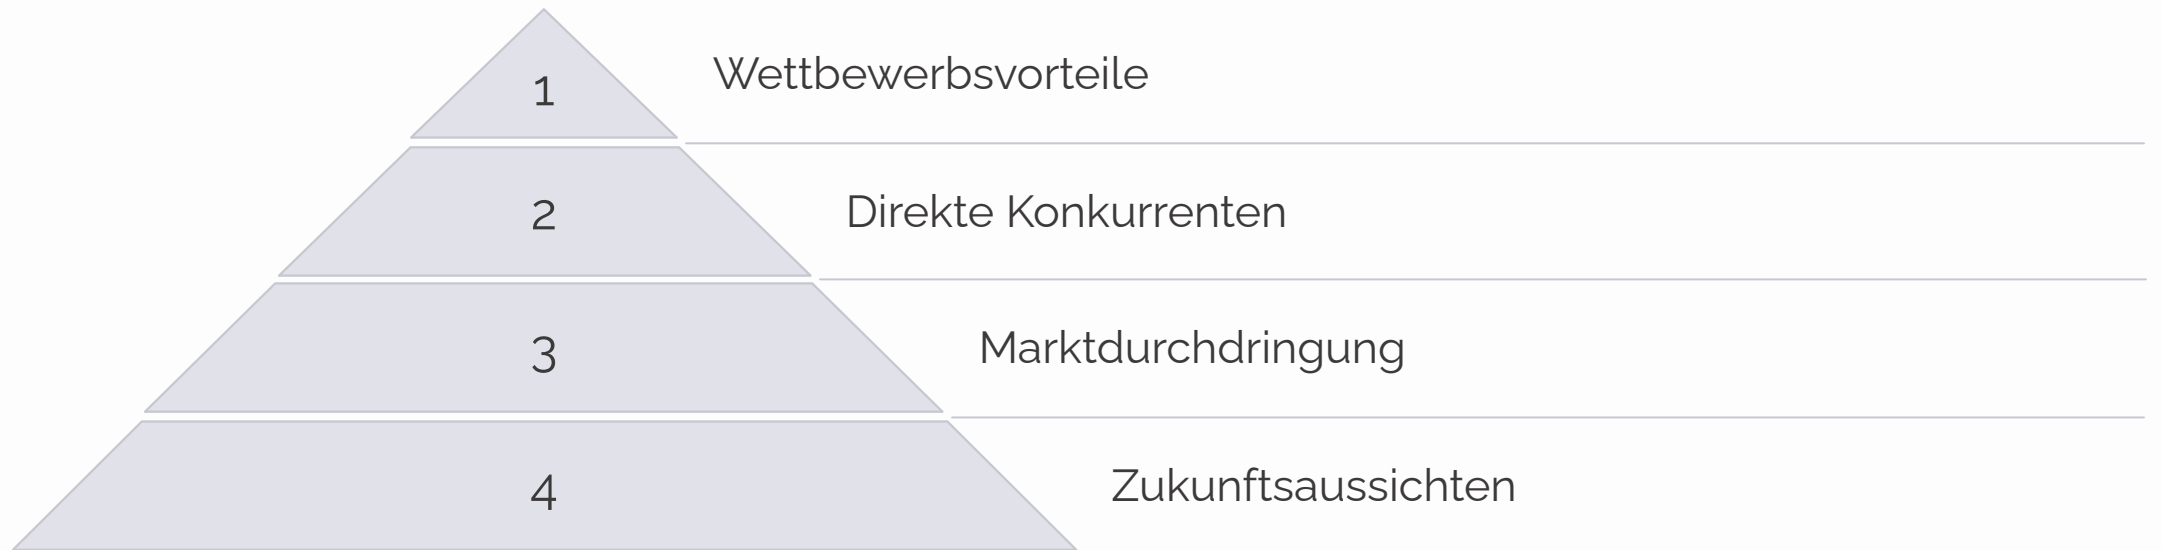 1 Wettbewerbsvorteile
2 Direkte Konkurrenten
3 Marktdurchdringung
4 Zukunftsaussichten